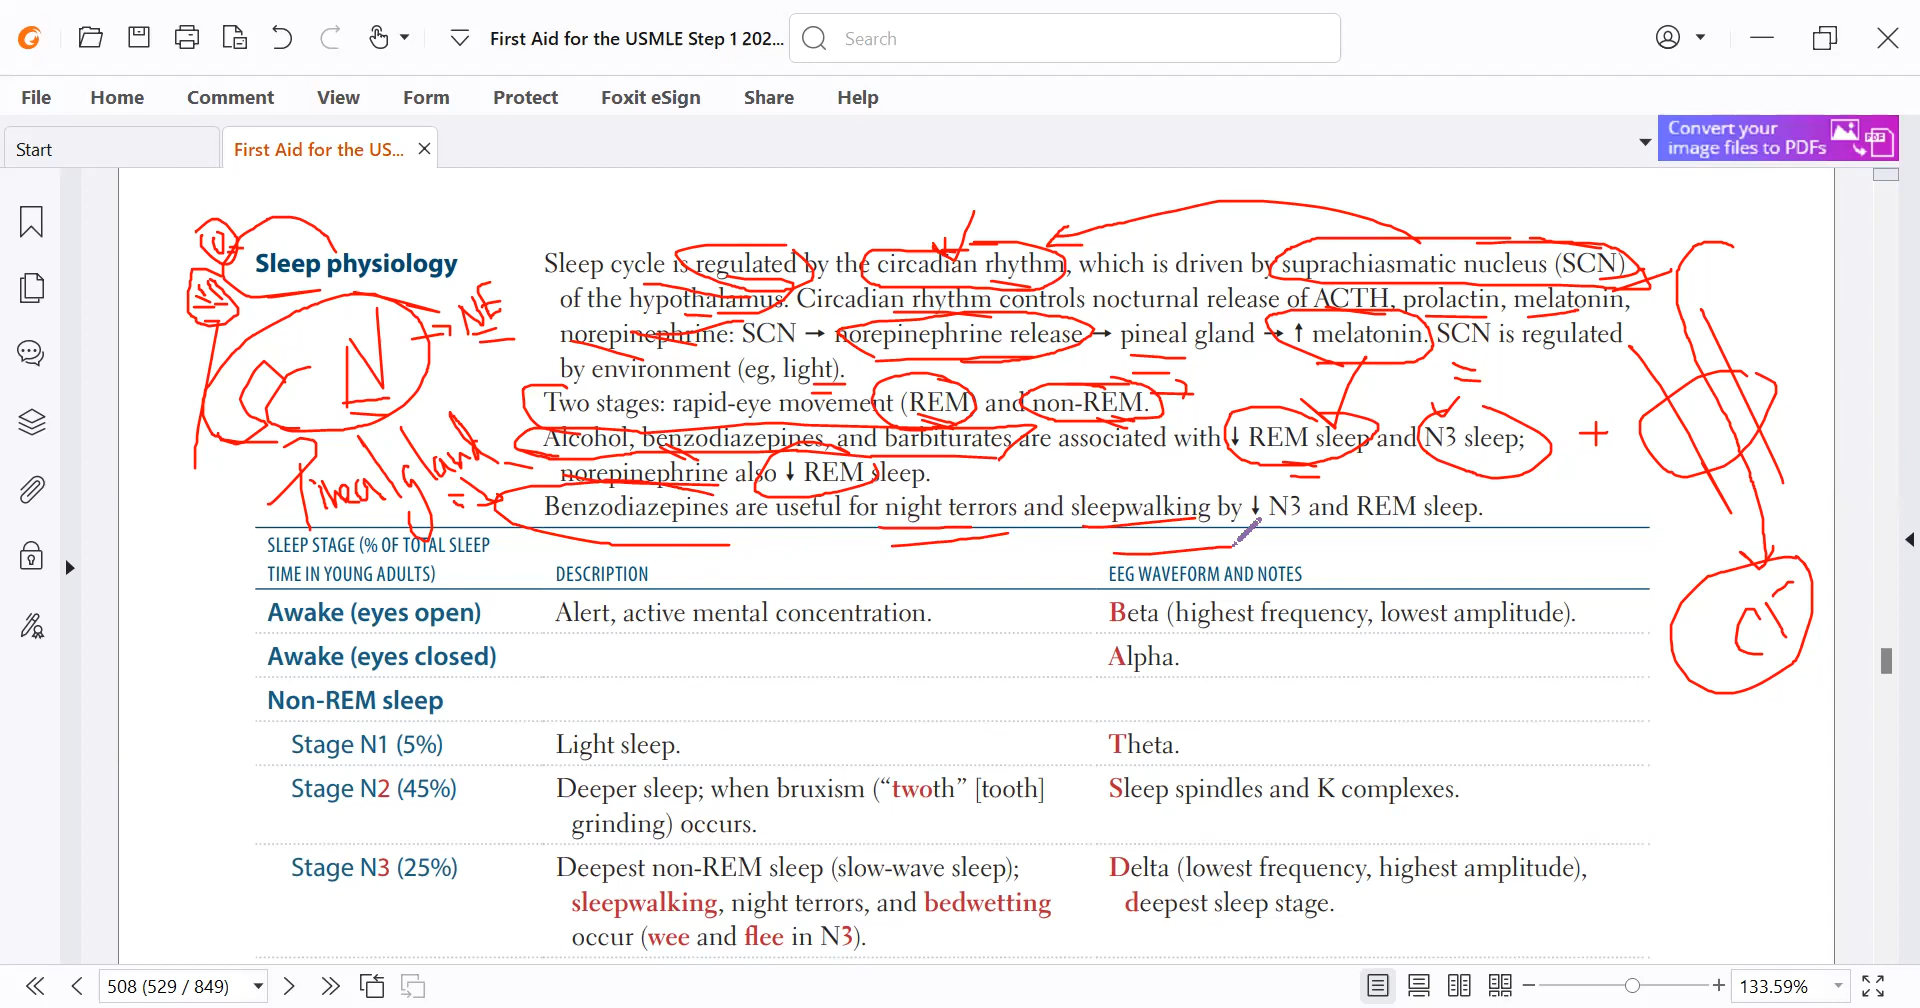 First Aid for the USMLE Step 1 202...
Search
File Home Comment View Form Protect Foxit eSign Share Help
Start
First Aid for the US...
Convert your
image files to PDFs
PDF
Sleep physiology
Sleep cycle is regulated by the circadian rhythm, which is driven by suprachiasmatic nucleus (SCN)
of the hypothalamus. Circadian rhythm controls nocturnal release of ACTH, prolactin, melatonin,
norepinephrine: SCN → norepinephrine release → pineal gland → ↑ melatonin. SCN is regulated
by environment (eg, light).
Two stages: rapid-eye movement (REM) and non-REM.
Alcohol, benzodiazepines, and barbiturates are associated with ↓ REM sleep and N3 sleep;
norepinephrine also ↓ REM sleep.
Benzodiazepines are useful for night terrors and sleepwalking by ↓ N3 and REM sleep.
NE
N
Pineal gland
+
SLEEP STAGE (% OF TOTAL SLEEP
TIME IN YOUNG ADULTS)
DESCRIPTION
EEG WAVEFORM AND NOTES
Awake (eyes open)
Alert, active mental concentration.
Beta (highest frequency, lowest amplitude).
Awake (eyes closed)
Alpha.
Non-REM sleep
Stage N1 (5%)
Light sleep.
Theta.
Stage N2 (45%)
Deeper sleep; when bruxism (“twoth” [tooth]
grinding) occurs.
Sleep spindles and K complexes.
Stage N3 (25%)
Deepest non-REM sleep (slow-wave sleep);
sleepwalking, night terrors, and bedwetting
occur (wee and flee in N3).
Delta (lowest frequency, highest amplitude),
deepest sleep stage.
508 (529 / 849)
133.59%